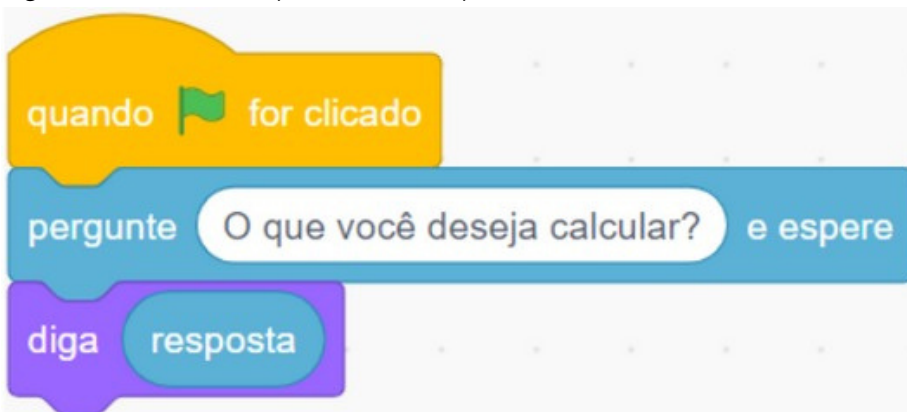 quando for clicado
pergunte O que você deseja calcular? e espere
diga resposta